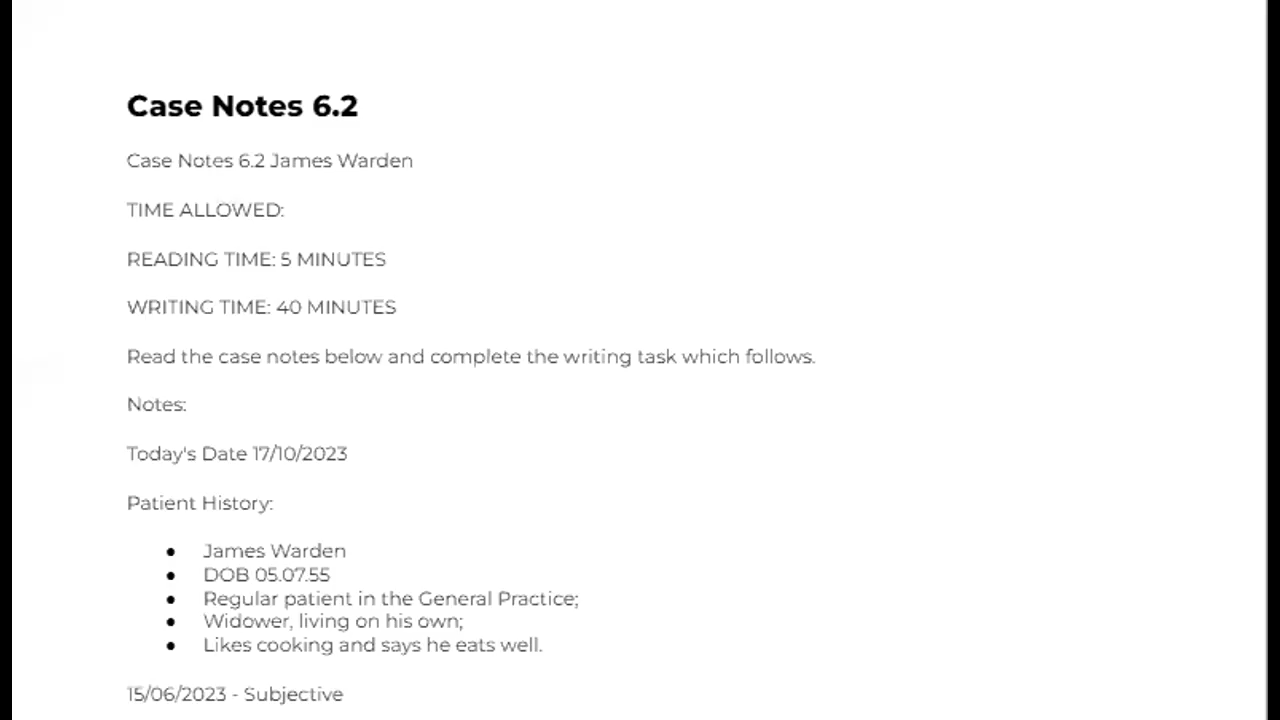 Case Notes 6.2
Case Notes 6.2 James Warden
TIME ALLOWED:
READING TIME: 5 MINUTES
WRITING TIME: 40 MINUTES
Read the case notes below and complete the writing task which follows.
Notes:
Today's Date 17/10/2023
Patient History:
● James Warden
● DOB 05.07.55
● Regular patient in the General Practice;
● Widower, living on his own;
● Likes cooking and says he eats well.
15/06/2023 - Subjective